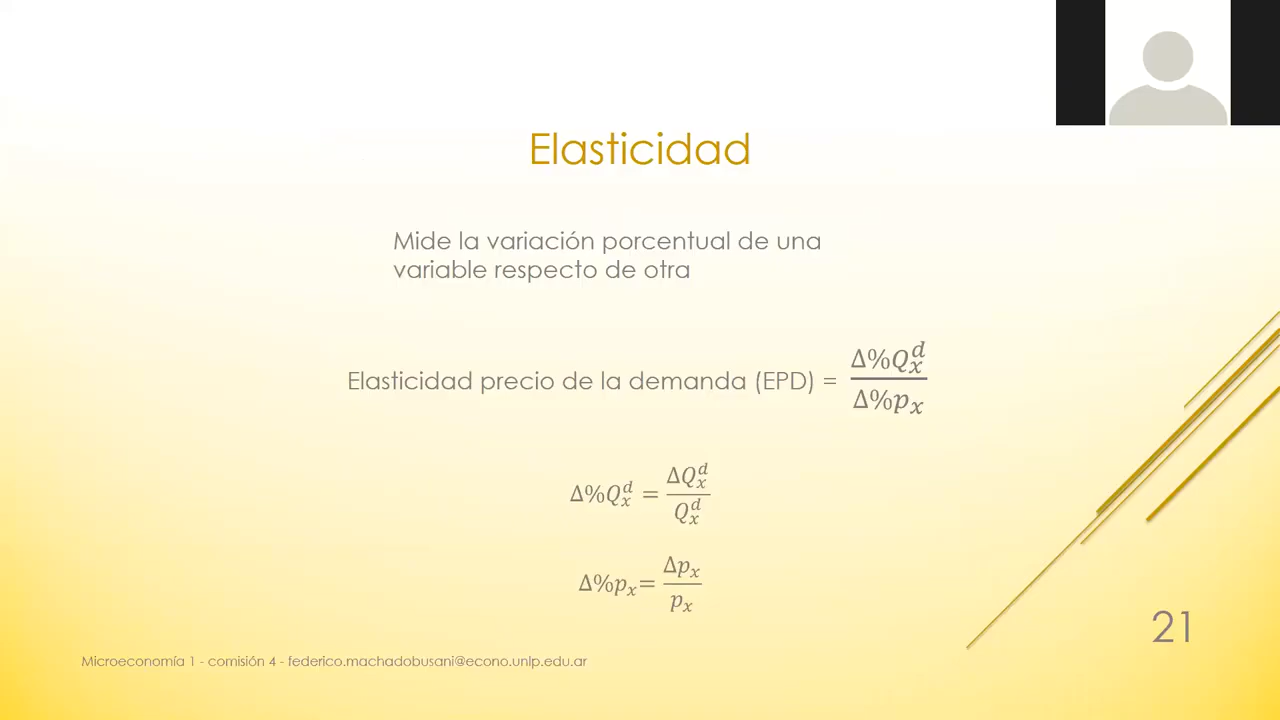 Elasticidad
Mide la variación porcentual de una
variable respecto de otra
Elasticidad precio de la demanda (EPD) = Δ%Q_x^d / Δ%p_x
Δ%Q_x^d = ΔQ_x^d / Q_x^d
Δ%p_x= Δp_x / p_x
21
Microeconomía 1 - comisión 4 - federico.machadobusani@econo.unlp.edu.ar